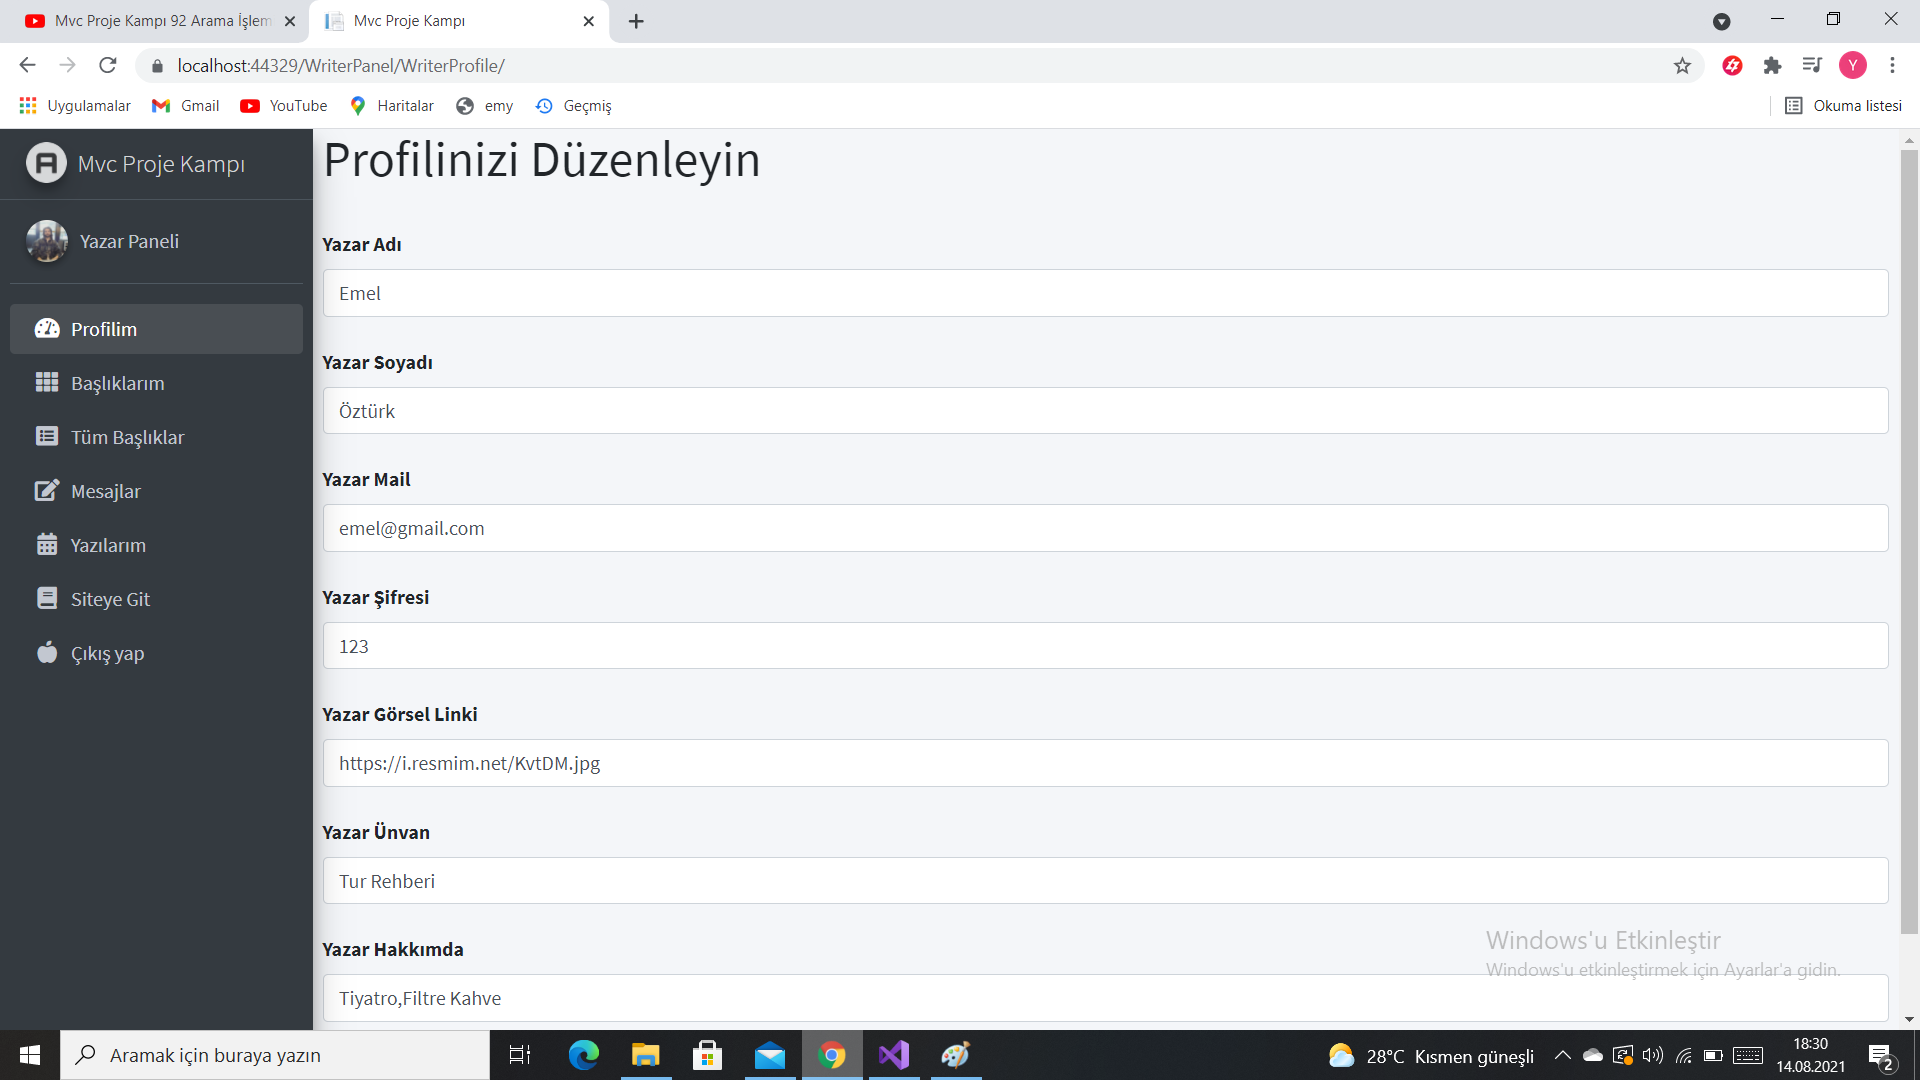 Mvc Proje Kampı 92 Arama İşlem
Mvc Proje Kampı
localhost:44329/WriterPanel/WriterProfile/
Y
Uygulamalar
Gmail
YouTube
Haritalar
emy
Geçmiş
Okuma listesi
Mvc Proje Kampı
Yazar Paneli
Profilim
Başlıklarım
Tüm Başlıklar
Mesajlar
Yazılarım
Siteye Git
Çıkış yap
Profilinizi Düzenleyin
Yazar Adı
Emel
Yazar Soyadı
Öztürk
Yazar Mail
emel@gmail.com
Yazar Şifresi
123
Yazar Görsel Linki
https://i.resmim.net/KvtDM.jpg
Yazar Ünvan
Tur Rehberi
Yazar Hakkımda
Tiyatro,Filtre Kahve
Windows'u Etkinleştir
Windows'u etkinleştirmek için Ayarlar'a gidin.
Aramak için buraya yazın
28°C Kısmen güneşli
18:30
14.08.2021
2